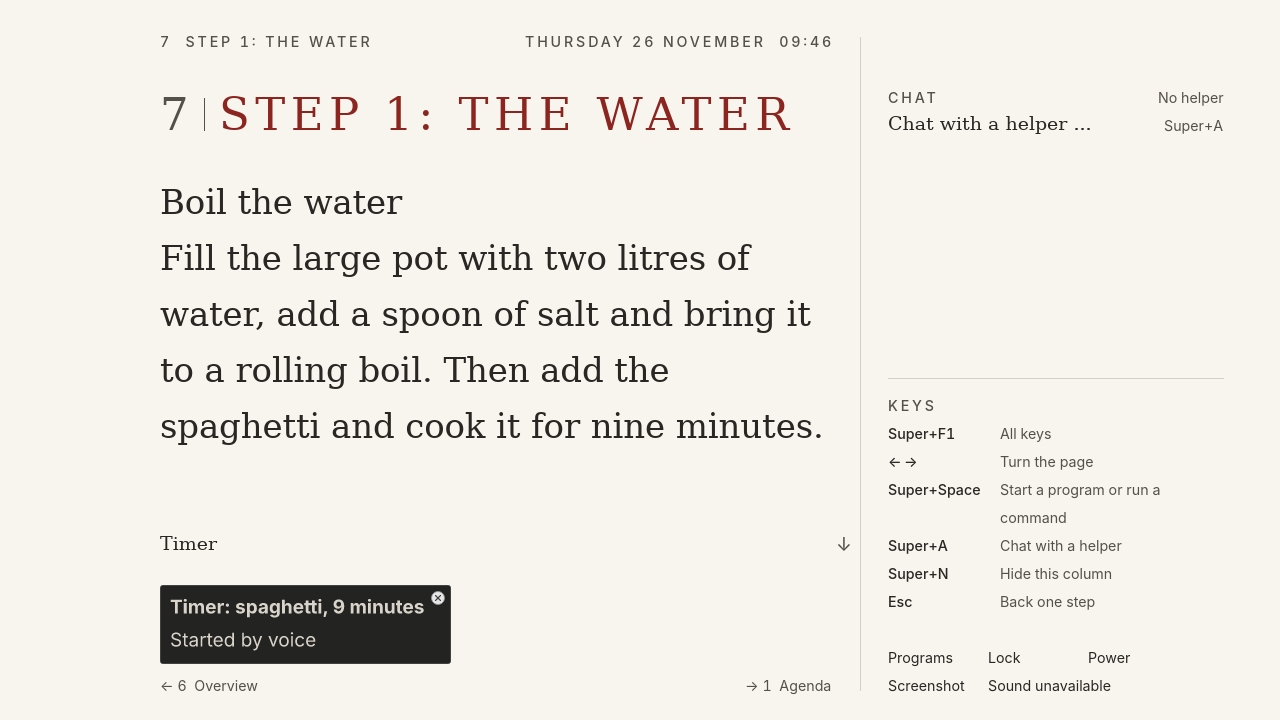 7 STEP 1: THE WATER
THURSDAY 26 NOVEMBER 09:46
7 STEP 1: THE WATER
Boil the water
Fill the large pot with two litres of
water, add a spoon of salt and bring it
to a rolling boil. Then add the
spaghetti and cook it for nine minutes.
Timer ↓
Timer: spaghetti, 9 minutes
Started by voice
← 6 Overview
→ 1 Agenda
CHAT No helper
Chat with a helper ... Super+A
KEYS
Super+F1 All keys
← → Turn the page
Super+Space Start a program or run a
command
Super+A Chat with a helper
Super+N Hide this column
Esc Back one step
Programs Lock Power
Screenshot Sound unavailable